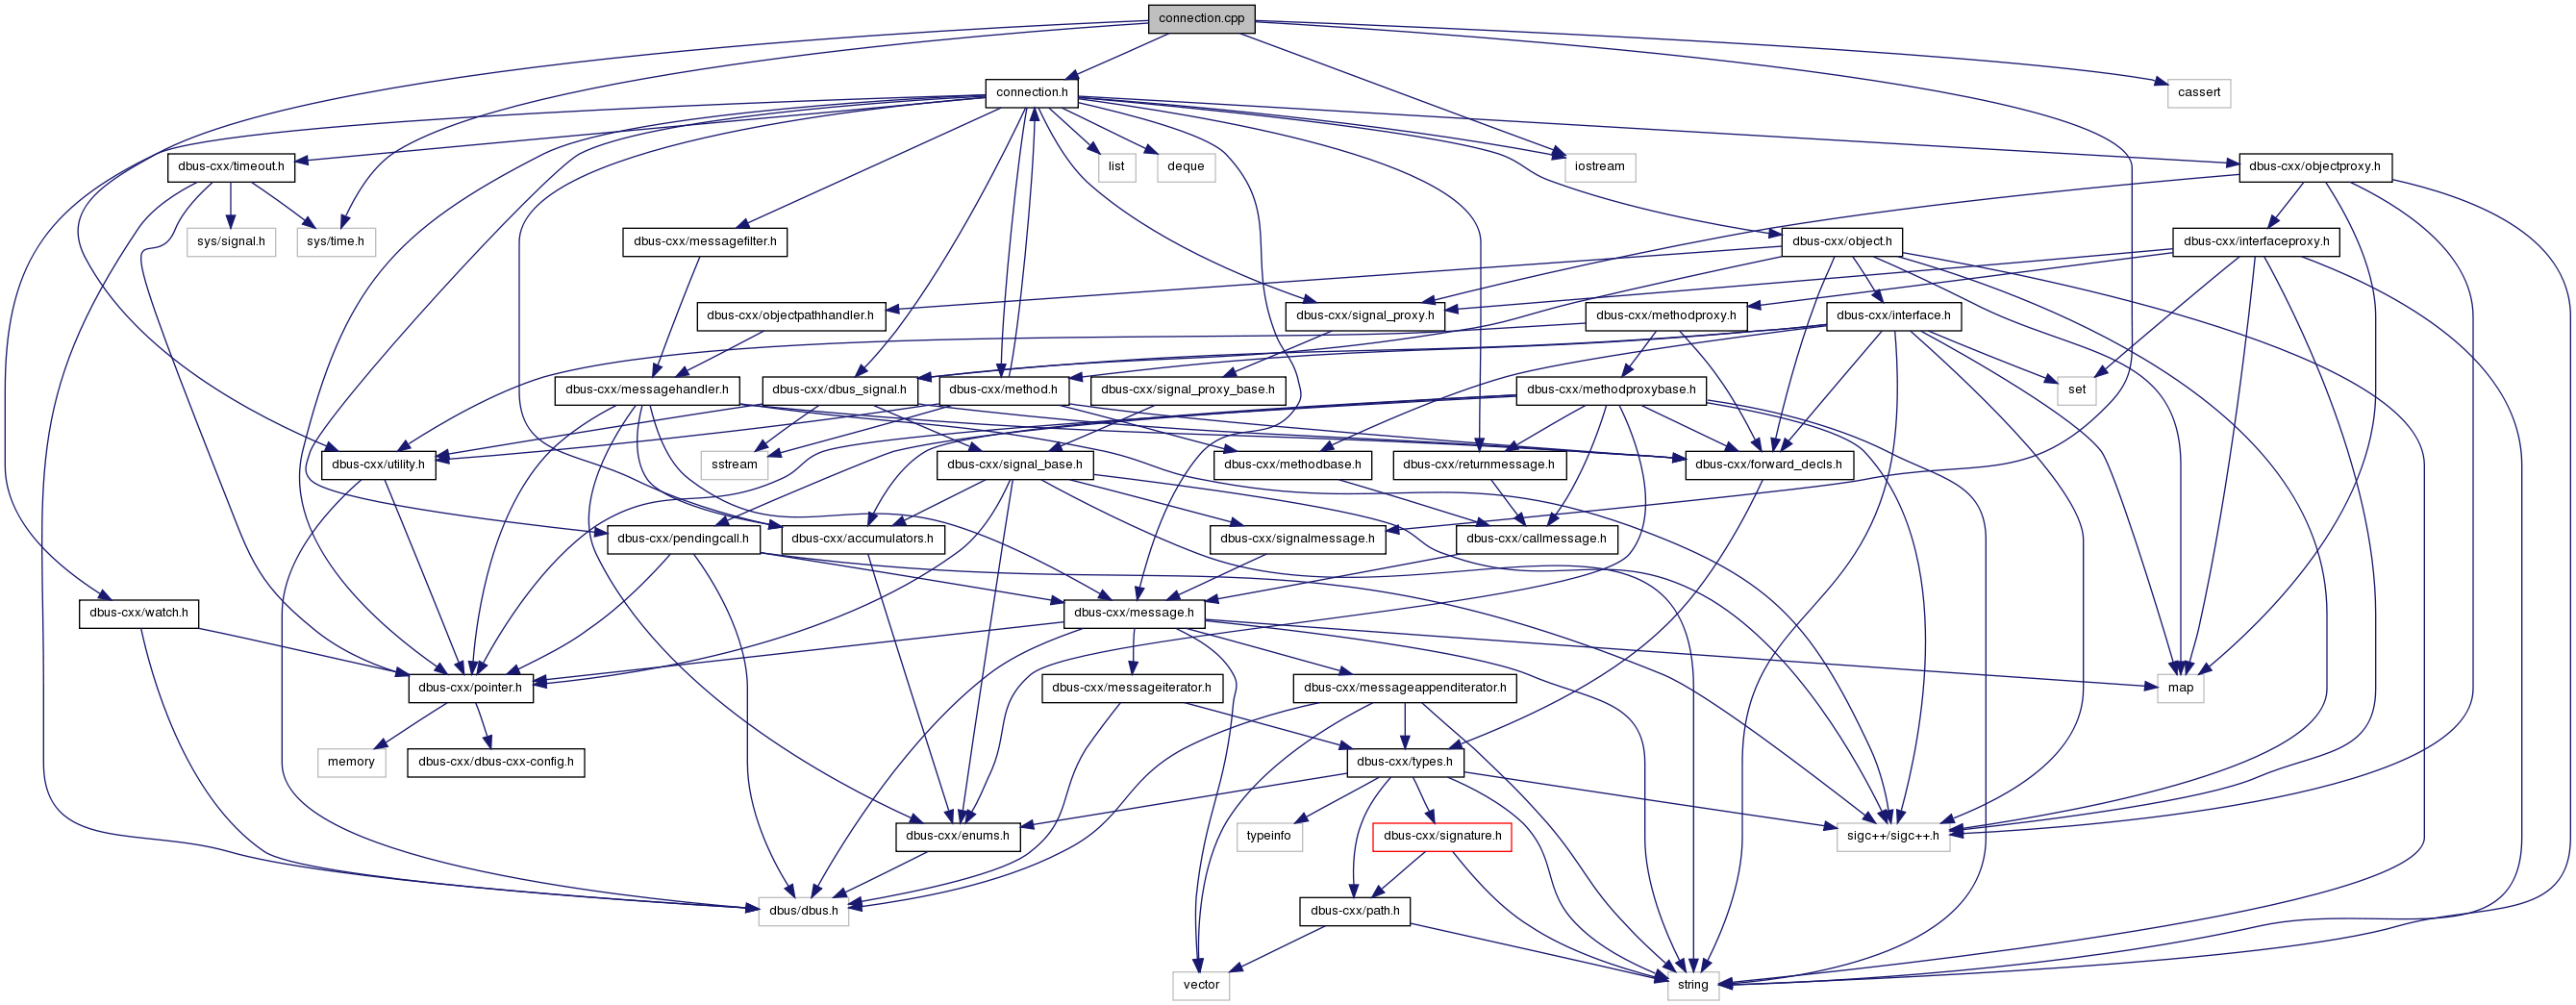 connection.cpp
connection.h
cassert
dbus-cxx/timeout.h
list
deque
iostream
dbus-cxx/objectproxy.h
sys/signal.h
sys/time.h
dbus-cxx/messagefilter.h
dbus-cxx/object.h
dbus-cxx/interfaceproxy.h
dbus-cxx/objectpathhandler.h
dbus-cxx/signal_proxy.h
dbus-cxx/methodproxy.h
dbus-cxx/interface.h
dbus-cxx/messagehandler.h
dbus-cxx/dbus_signal.h
dbus-cxx/method.h
dbus-cxx/signal_proxy_base.h
dbus-cxx/methodproxybase.h
set
dbus-cxx/utility.h
sstream
dbus-cxx/signal_base.h
dbus-cxx/methodbase.h
dbus-cxx/returnmessage.h
dbus-cxx/forward_decls.h
dbus-cxx/pendingcall.h
dbus-cxx/accumulators.h
dbus-cxx/signalmessage.h
dbus-cxx/callmessage.h
dbus-cxx/watch.h
dbus-cxx/message.h
dbus-cxx/pointer.h
dbus-cxx/messageiterator.h
dbus-cxx/messageappenditerator.h
map
memory
dbus-cxx/dbus-cxx-config.h
dbus-cxx/types.h
dbus-cxx/enums.h
typeinfo
dbus-cxx/signature.h
sigc++/sigc++.h
dbus/dbus.h
dbus-cxx/path.h
vector
string